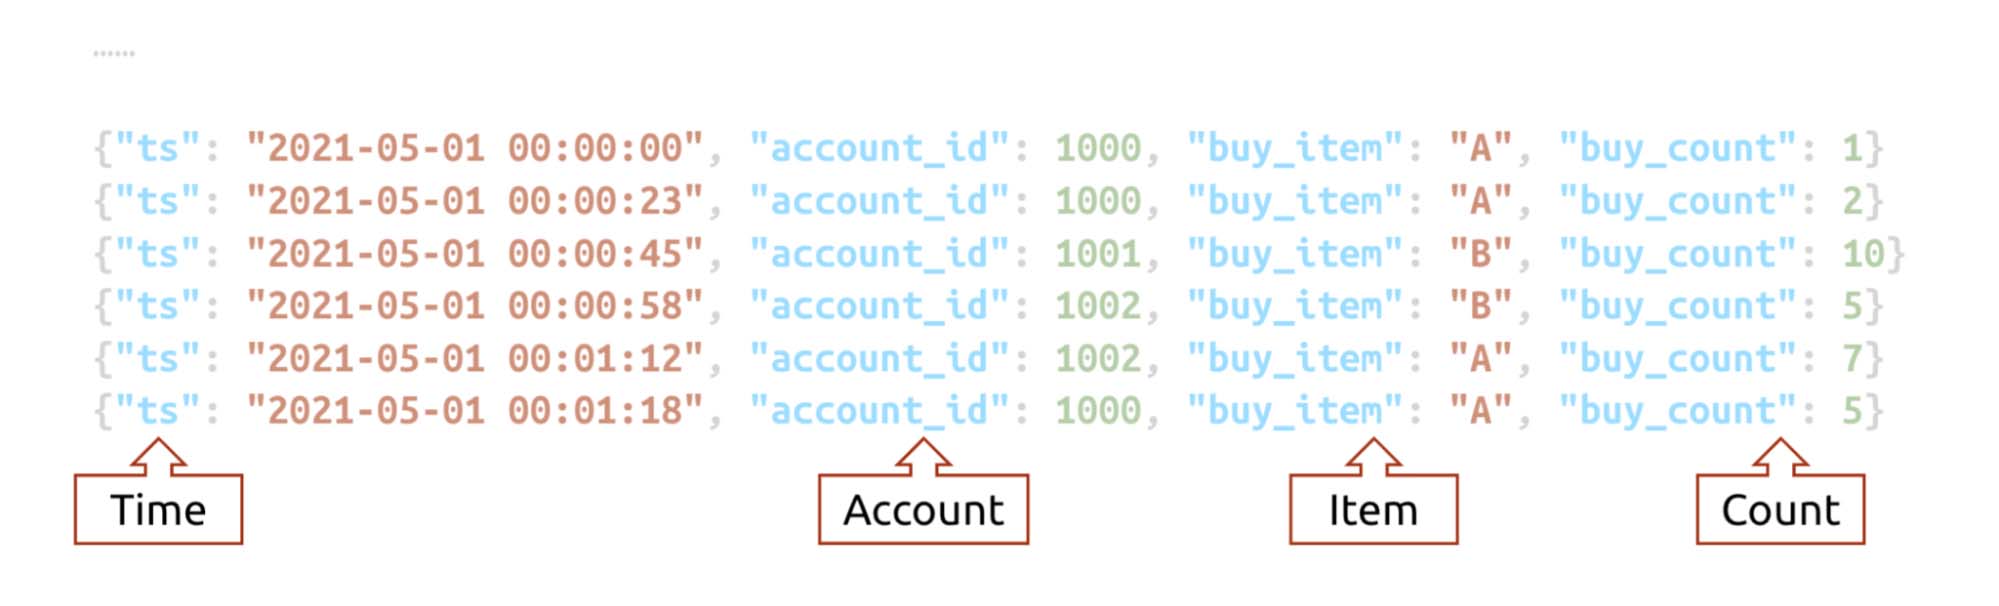 ......
{"ts": "2021-05-01 00:00:00", "account_id": 1000, "buy_item": "A", "buy_count": 1}
{"ts": "2021-05-01 00:00:23", "account_id": 1000, "buy_item": "A", "buy_count": 2}
{"ts": "2021-05-01 00:00:45", "account_id": 1001, "buy_item": "B", "buy_count": 10}
{"ts": "2021-05-01 00:00:58", "account_id": 1002, "buy_item": "B", "buy_count": 5}
{"ts": "2021-05-01 00:01:12", "account_id": 1002, "buy_item": "A", "buy_count": 7}
{"ts": "2021-05-01 00:01:18", "account_id": 1000, "buy_item": "A", "buy_count": 5}
Time Account Item Count